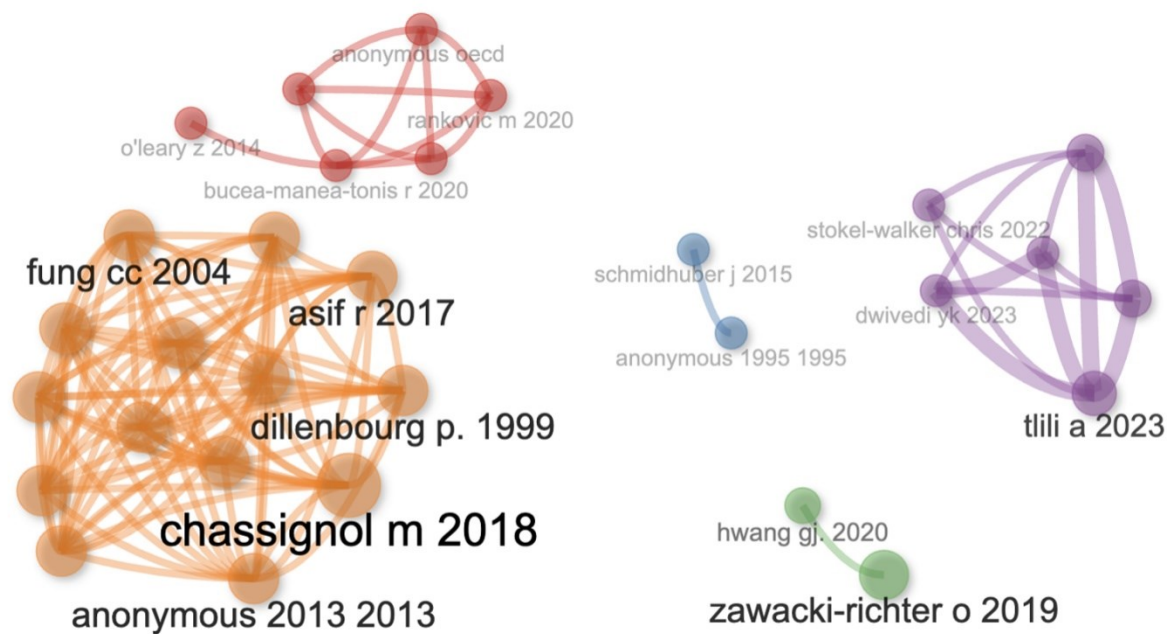 anonymous oecd
rankovic m 2020
o'leary z 2014
bucea-manea-tonis r 2020
fung cc 2004
asif r 2017
dillenbourg p. 1999
chassignol m 2018
anonymous 2013 2013
schmidhuber j 2015
anonymous 1995 1995
stokel-walker chris 2022
dwivedi yk 2023
tlili a 2023
hwang gj. 2020
zawacki-richter o 2019